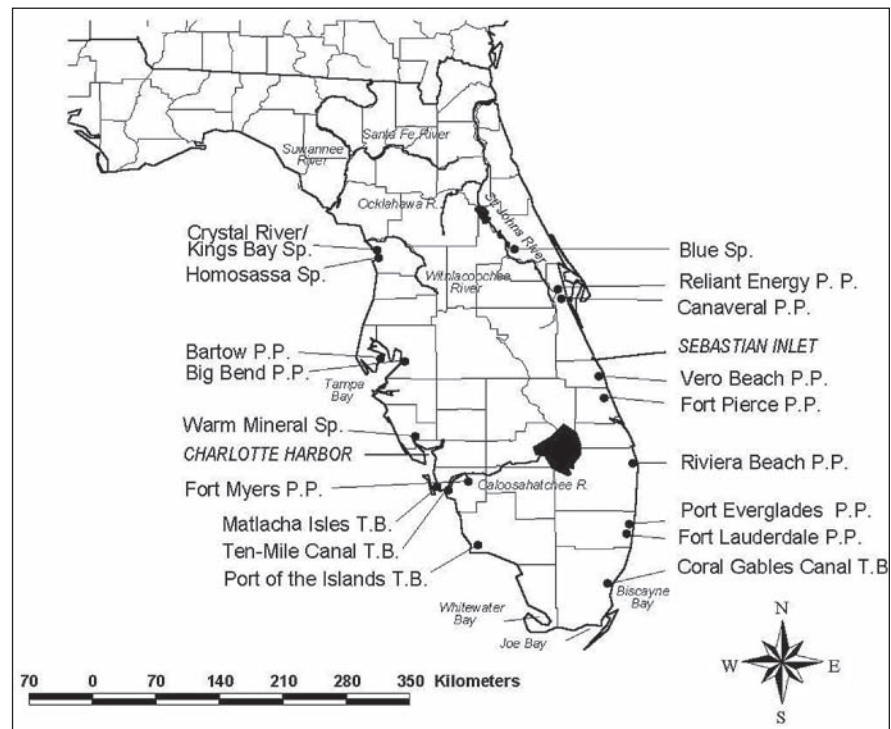 Santa Fe River
Suwannee
River
Ocklahawa R.
St. Johns River
Crystal River/
Kings Bay Sp.
Homosassa Sp.
Withlacoochee
River
Blue Sp.
Reliant Energy P. P.
Canaveral P.P.
Bartow P.P.
Big Bend P.P.
Tampa
Bay
SEBASTIAN INLET
Vero Beach P.P.
Fort Pierce P.P.
Warm Mineral Sp.
CHARLOTTE HARBOR
Fort Myers P.P.
Caloosahatchee R.
Riviera Beach P.P.
Matlacha Isles T.B.
Ten-Mile Canal T.B.
Port of the Islands T.B.
Port Everglades P.P.
Fort Lauderdale P.P.
Coral Gables Canal T.B
Biscayne
Bay
Whitewater
Bay
Joe Bay
N
W E
S
70 0 70 140 210 280 350 Kilometers